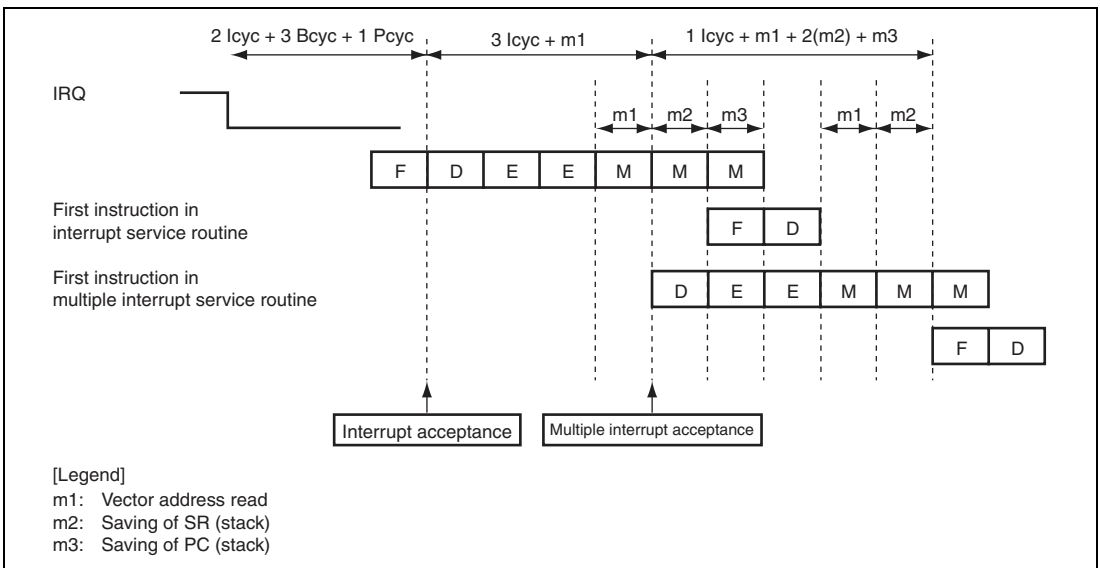 2 Icyc + 3 Bcyc + 1 Pcyc
3 Icyc + m1
1 Icyc + m1 + 2(m2) + m3
IRQ
m1
m2
m3
m1
m2
F D E E M M M
First instruction in
interrupt service routine
F D
First instruction in
multiple interrupt service routine
D E E M M M
F D
Interrupt acceptance
Multiple interrupt acceptance
[Legend]
m1: Vector address read
m2: Saving of SR (stack)
m3: Saving of PC (stack)